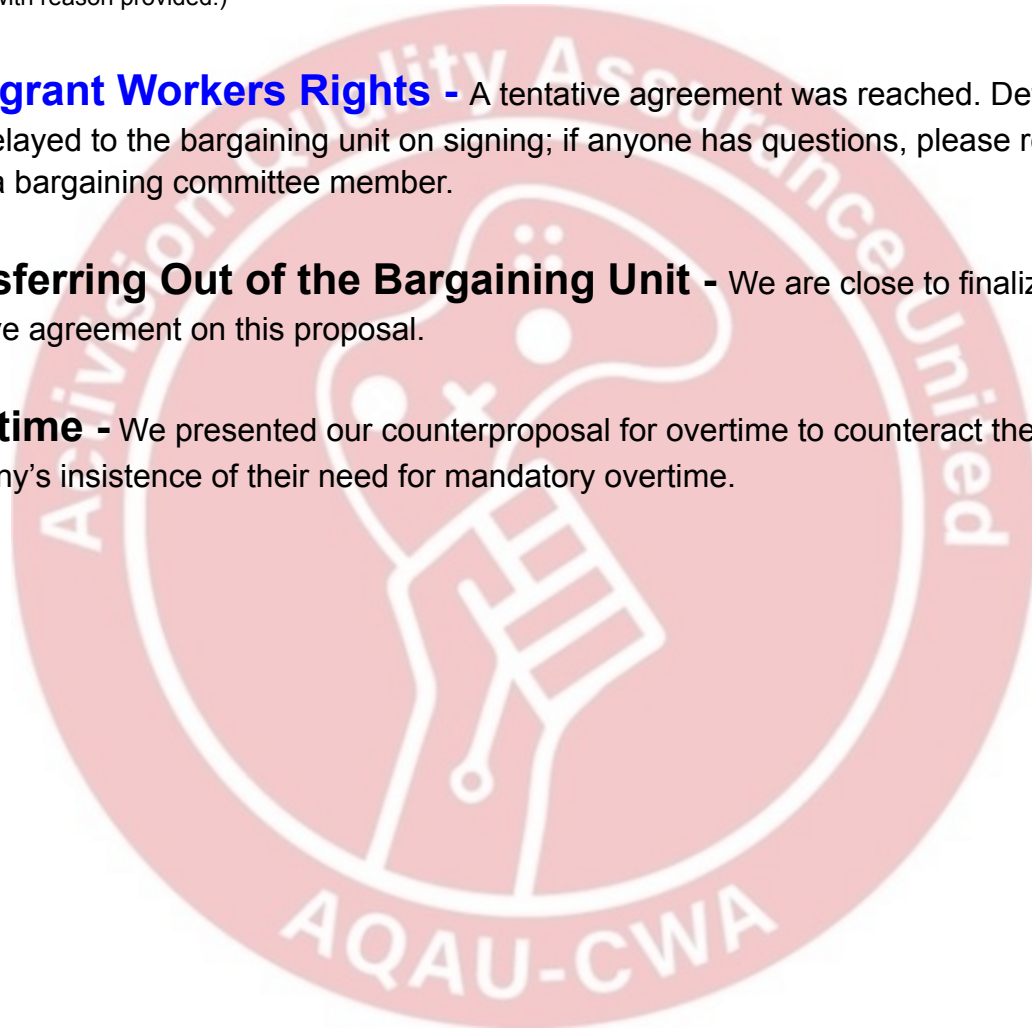 with reason provided.)
grant Workers Rights - A tentative agreement was reached. De
elayed to the bargaining unit on signing; if anyone has questions, please r
a bargaining committee member.
sferring Out of the Bargaining Unit - We are close to finaliz
ve agreement on this proposal.
time - We presented our counterproposal for overtime to counteract the
ny’s insistence of their need for mandatory overtime.
Activision Quality Assurance United
AQAU-CWA